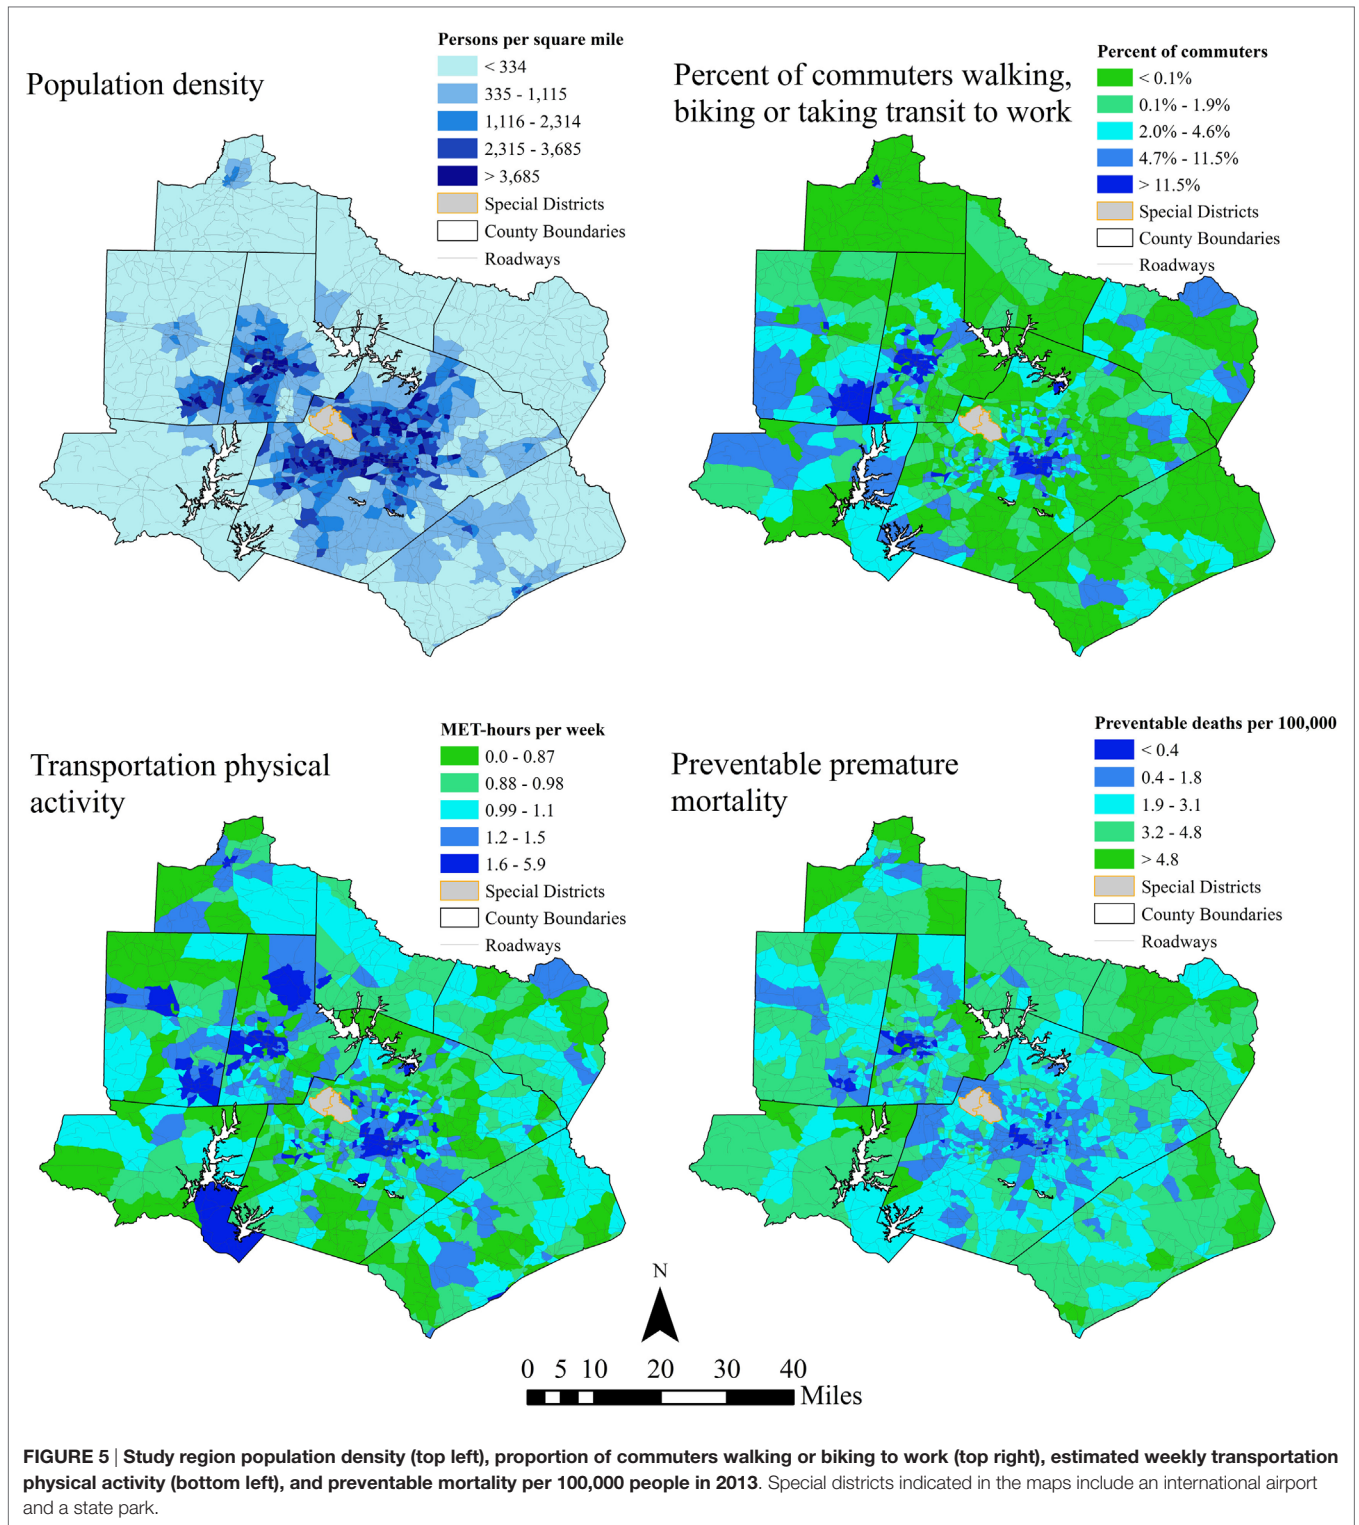 Population density
Persons per square mile
< 334
335 - 1,115
1,116 - 2,314
2,315 - 3,685
> 3,685
Special Districts
County Boundaries
Roadways
Percent of commuters walking,
biking or taking transit to work
Percent of commuters
< 0.1%
0.1% - 1.9%
2.0% - 4.6%
4.7% - 11.5%
> 11.5%
Special Districts
County Boundaries
Roadways
Transportation physical
activity
MET-hours per week
0.0 - 0.87
0.88 - 0.98
0.99 - 1.1
1.2 - 1.5
1.6 - 5.9
Special Districts
County Boundaries
Roadways
Preventable premature
mortality
Preventable deaths per 100,000
< 0.4
0.4 - 1.8
1.9 - 3.1
3.2 - 4.8
> 4.8
Special Districts
County Boundaries
Roadways
N
0 5 10 20 30 40
Miles
FIGURE 5 | Study region population density (top left), proportion of commuters walking or biking to work (top right), estimated weekly transportation
physical activity (bottom left), and preventable mortality per 100,000 people in 2013. Special districts indicated in the maps include an international airport
and a state park.